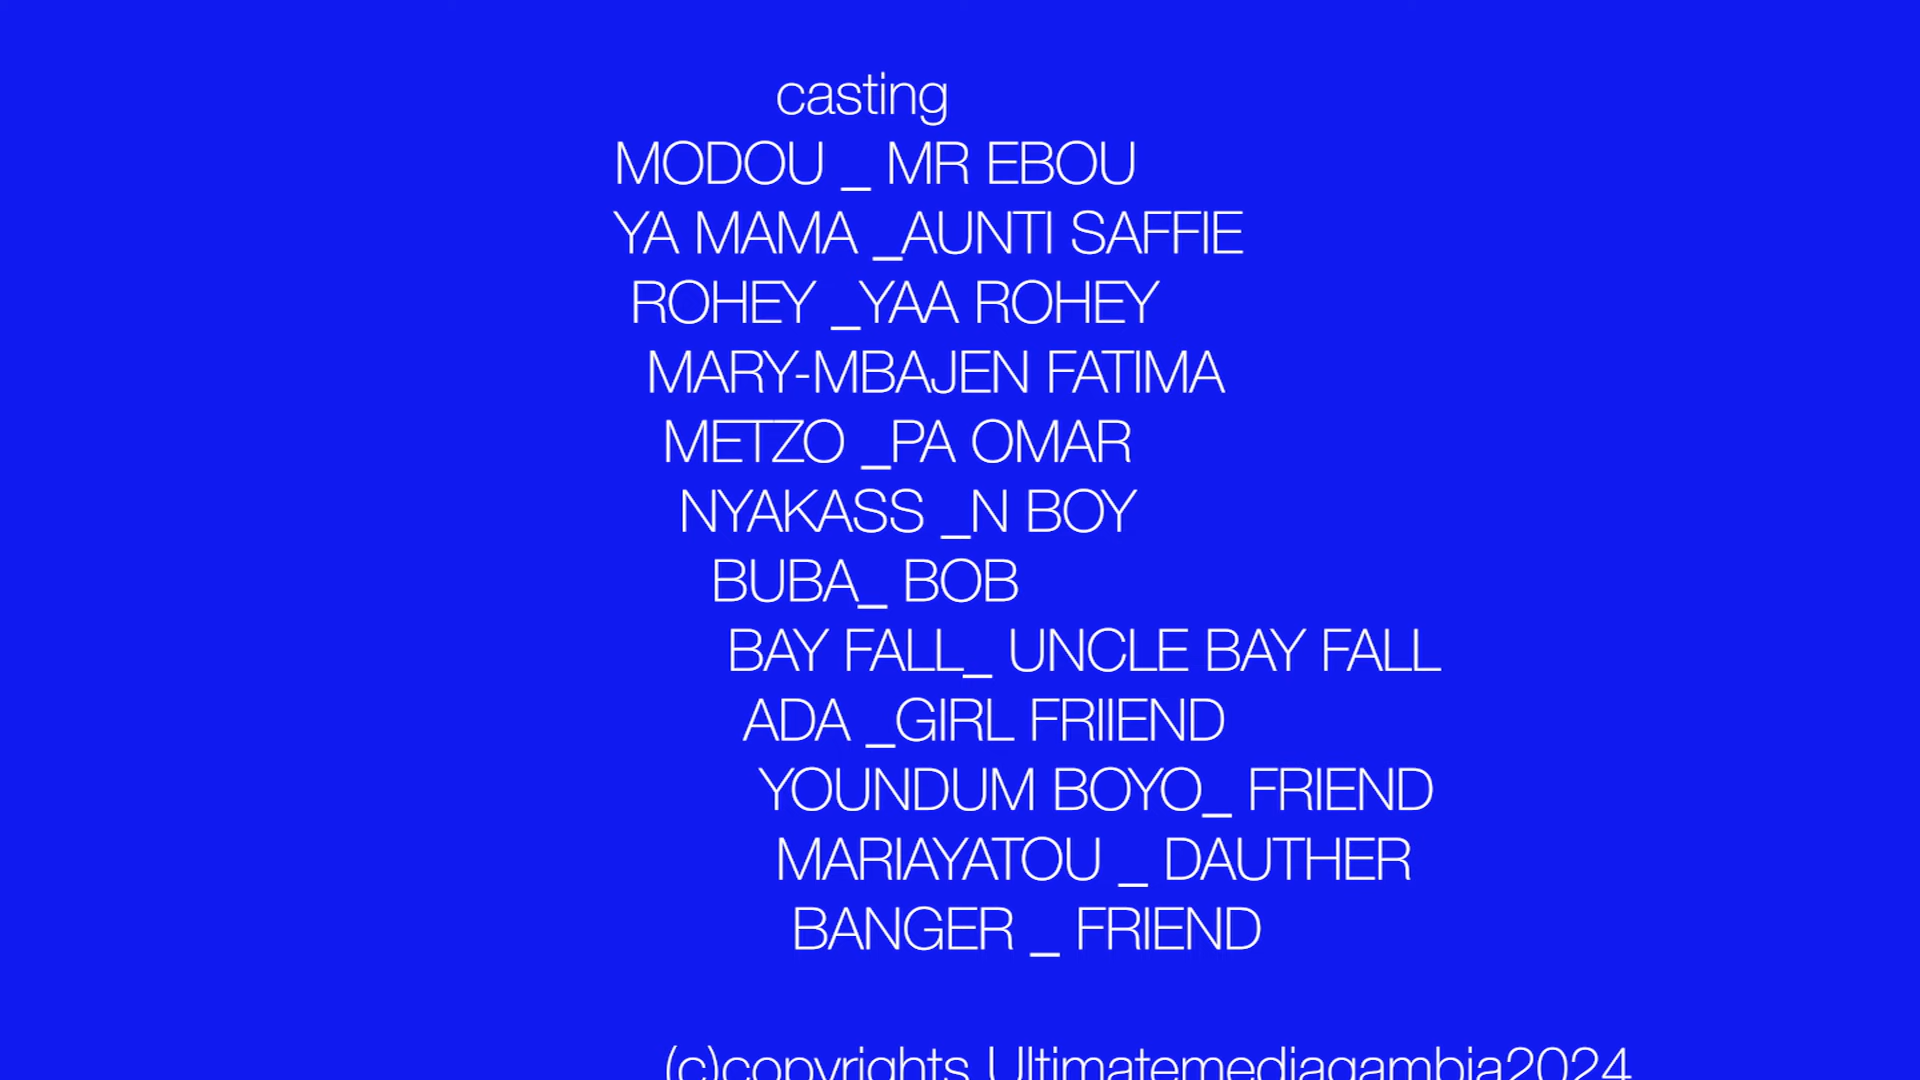 casting
MODOU _ MR EBOU
YA MAMA _AUNTI SAFFIE
ROHEY _YAA ROHEY
MARY-MBAJEN FATIMA
METZO _PA OMAR
NYAKASS _N BOY
BUBA_ BOB
BAY FALL_ UNCLE BAY FALL
ADA _GIRL FRIIEND
YOUNDUM BOYO_ FRIEND
MARIAYATOU _ DAUTHER
BANGER _ FRIEND
(c)copyrights Ultimatemediagambia2024